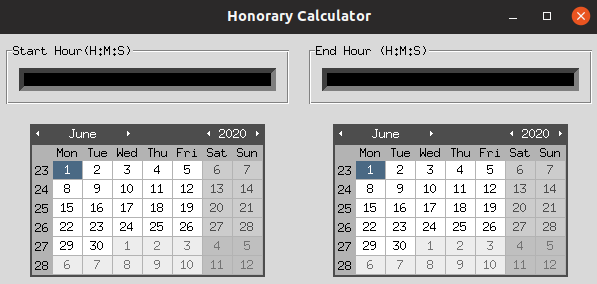 Honorary Calculator
Start Hour(H:M:S) End Hour (H:M:S)
June 2020 June 2020
Mon Tue Wed Thu Fri Sat Sun Mon Tue Wed Thu Fri Sat Sun
23 1 2 3 4 5 6 7 23 1 2 3 4 5 6 7
24 8 9 10 11 12 13 14 24 8 9 10 11 12 13 14
25 15 16 17 18 19 20 21 25 15 16 17 18 19 20 21
26 22 23 24 25 26 27 28 26 22 23 24 25 26 27 28
27 29 30 1 2 3 4 5 27 29 30 1 2 3 4 5
28 6 7 8 9 10 11 12 28 6 7 8 9 10 11 12